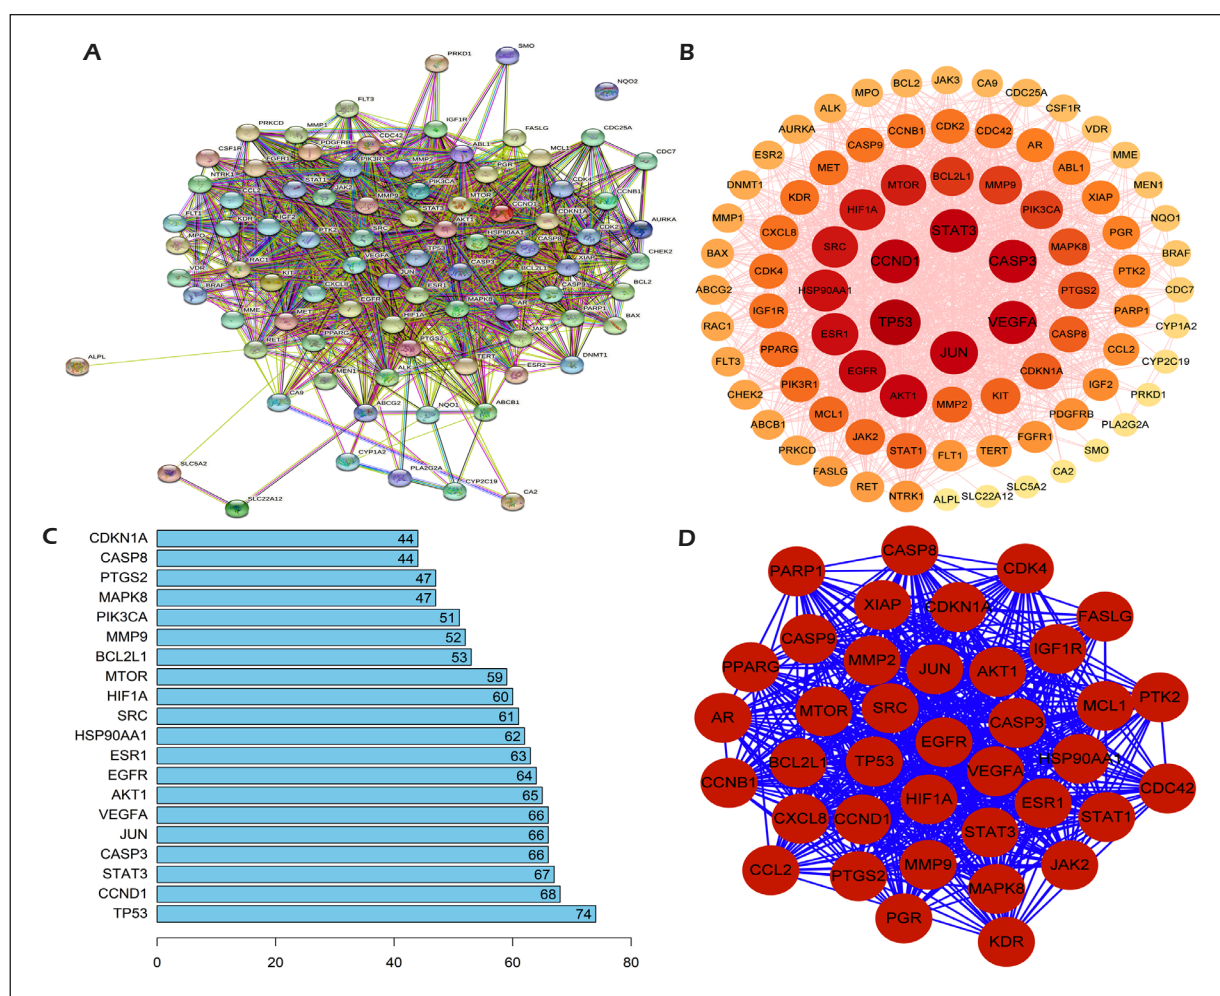 A
PRKD1
SMO
NQO2
FLT3
PRKCD
MMP1
IGF1R
FASLG
CDC25A
CSF1R
FGFR1
PDGFRB
CDC42
PIK3R1
MMP2
ABL1
PGR
MCL1
CDC7
NTRK1
CCL2
STAT1
JAK2
PIK3CA
MTOR
CDK4
CCNB1
FLT1
KDR
IGF2
PTK2
MMP9
STAT3
SRC
AKT1
CCND1
CDKN1A
CDK2
AURKA
MPO
RAC1
VEGFA
TP53
HSP90AA1
CASP8
XIAP
CHEK2
VDR
BRAF
KIT
CXCL8
JUN
ESR1
CASP3
BCL2L1
CASP9
BCL2
MME
MET
EGFR
HIF1A
MAPK8
AR
PARP1
BAX
RET
PPARG
PTGS2
JAK3
ALPL
MEN1
ALK
TERT
ESR2
DNMT1
CA9
ABCG2
NQO1
ABCB1
SLC5A2
CYP1A2
PLA2G2A
CYP2C19
SLC22A12
CA2
B
BCL2
JAK3
CA9
MPO
CDC25A
ALK
CSF1R
AURKA
CCNB1
CDK2
CDC42
VDR
ESR2
CASP9
AR
MME
DNMT1
MET
MTOR
BCL2L1
MMP9
ABL1
MEN1
MMP1
KDR
HIF1A
PIK3CA
XIAP
NQO1
BAX
CXCL8
SRC
STAT3
MAPK8
PGR
BRAF
ABCG2
CDK4
HSP90AA1
CCND1
CASP3
PTGS2
PTK2
CDC7
RAC1
IGF1R
ESR1
TP53
VEGFA
CASP8
PARP1
CYP1A2
FLT3
PPARG
EGFR
JUN
CDKN1A
CCL2
CYP2C19
CHEK2
PIK3R1
AKT1
MMP2
KIT
IGF2
PRKD1
ABCB1
MCL1
JAK2
STAT1
FLT1
TERT
FGFR1
PDGFRB
PLA2G2A
PRKCD
FASLG
RET
NTRK1
ALPL
SLC22A12
SLC5A2
CA2
SMO
C
CDKN1A 44
CASP8 44
PTGS2 47
MAPK8 47
PIK3CA 51
MMP9 52
BCL2L1 53
MTOR 59
HIF1A 60
SRC 61
HSP90AA1 62
ESR1 63
EGFR 64
AKT1 65
VEGFA 66
JUN 66
CASP3 66
STAT3 67
CCND1 68
TP53 74
0 20 40 60 80
D
CASP8
PARP1
CDK4
XIAP
CDKN1A
FASLG
CASP9
IGF1R
PPARG
MMP2
JUN
AKT1
MCL1
PTK2
AR
MTOR
SRC
CASP3
EGFR
HSP90AA1
CCNB1
BCL2L1
TP53
VEGFA
CDC42
HIF1A
ESR1
STAT1
CXCL8
CCND1
STAT3
CCL2
PTGS2
MMP9
MAPK8
JAK2
PGR
KDR